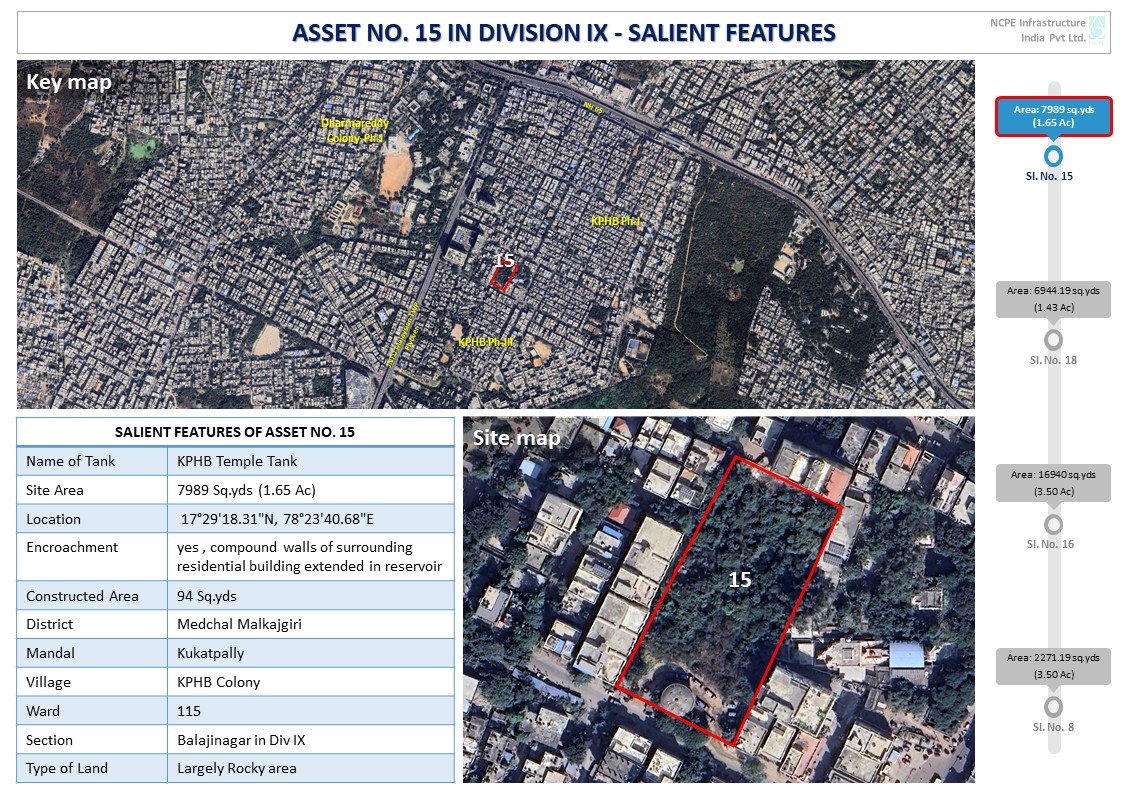 ASSET NO. 15 IN DIVISION IX - SALIENT FEATURES
NCPE Infrastructure
India Pvt Ltd.
Key map
NH 65
Dharmareddy
Colony Ph-I
KPHB Ph-I
15
KPHB Ph-III
Flyover
Area: 7989 sq.yds
(1.65 Ac)
Sl. No. 15
Area: 6944.19 sq.yds
(1.43 Ac)
Sl. No. 18
Area: 16940 sq.yds
(3.50 Ac)
Sl. No. 16
Area: 2271.19 sq.yds
(3.50 Ac)
Sl. No. 8
SALIENT FEATURES OF ASSET NO. 15
Name of Tank KPHB Temple Tank
Site Area 7989 Sq.yds (1.65 Ac)
Location 17°29'18.31"N, 78°23'40.68"E
Encroachment yes , compound walls of surrounding
residential building extended in reservoir
Constructed Area 94 Sq.yds
District Medchal Malkajgiri
Mandal Kukatpally
Village KPHB Colony
Ward 115
Section Balajinagar in Div IX
Type of Land Largely Rocky area
Site map
15